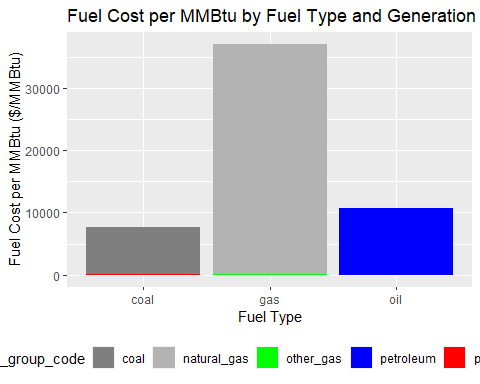 Fuel Cost per MMBtu by Fuel Type and Generation
Fuel Cost per MMBtu ($/MMBtu)
30000
20000
10000
0
coal gas oil
Fuel Type
_group_code coal natural_gas other_gas petroleum p